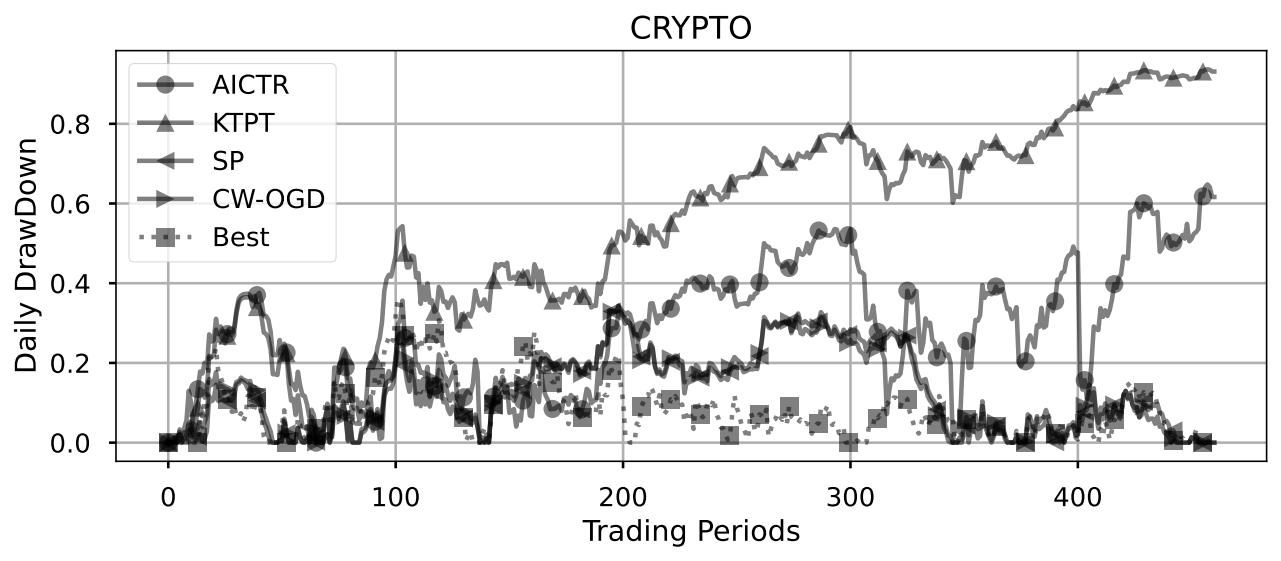 CRYPTO
Daily DrawDown
0.8
0.6
0.4
0.2
0.0
AICTR
KTPT
SP
CW-OGD
Best
0 100 200 300 400
Trading Periods